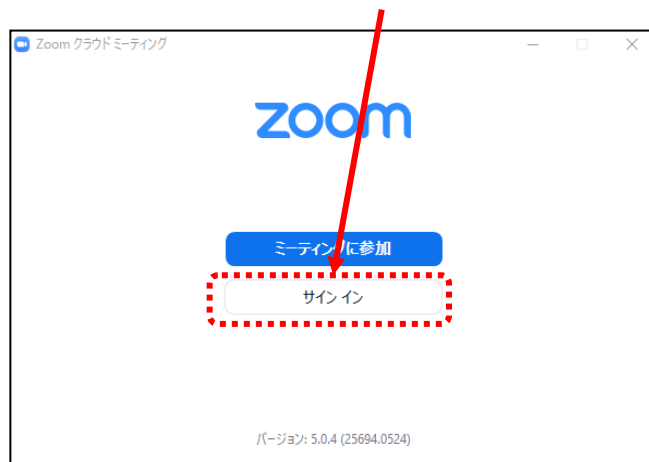 Zoom クラウド ミーティング
zoom
ミーティングに参加
サイン イン
バージョン: 5.0.4 (25694.0524)